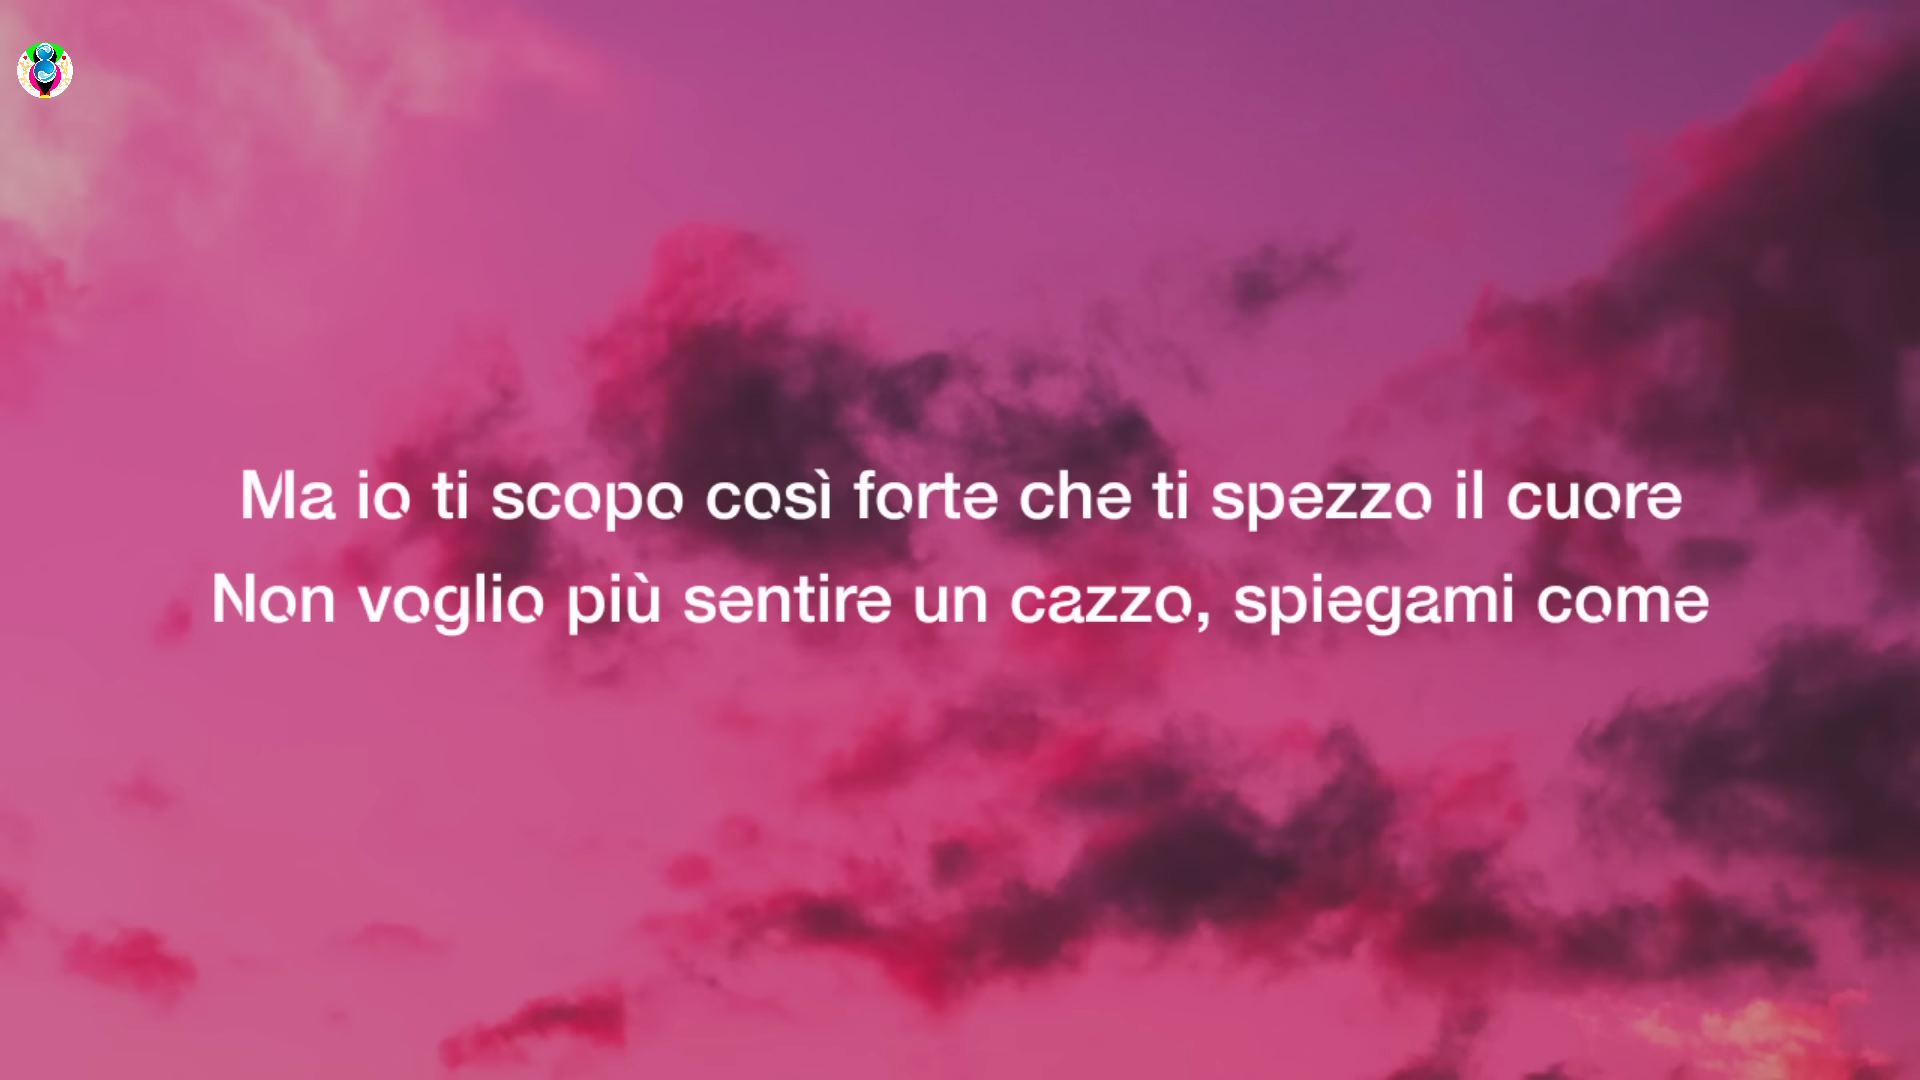 Ma io ti scopo così forte che ti spezzo il cuore
Non voglio più sentire un cazzo, spiegami come